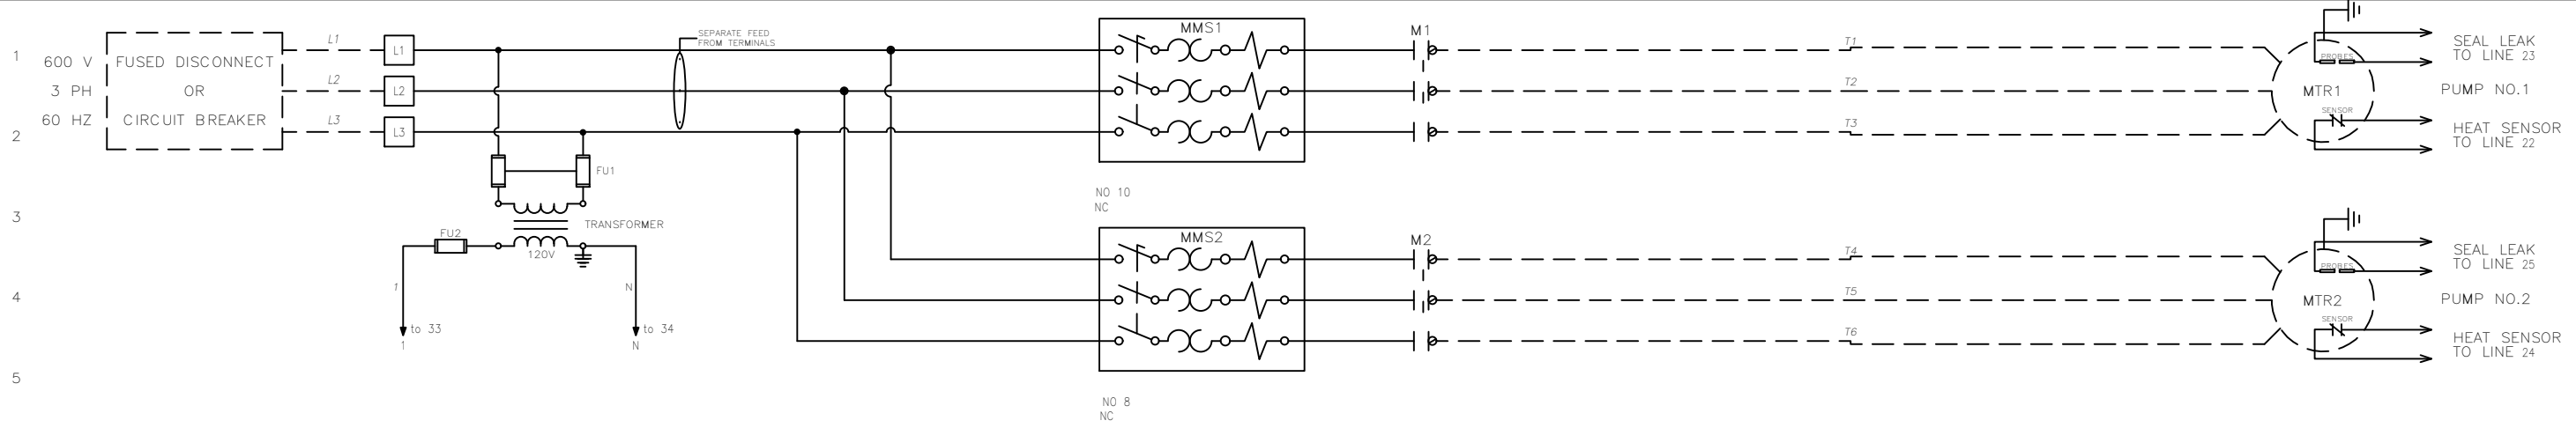 1
600 V
3 PH
60 HZ
2
FUSED DISCONNECT
OR
CIRCUIT BREAKER
L1
L2
L3
L1
L2
L3
SEPARATE FEED
FROM TERMINALS
FU1
3
TRANSFORMER
FU2
120V
4
1
N
to 33
1
to 34
N
5
MMS1
NO 10
NC
MMS2
NO 8
NC
M1
M2
T1
T2
T3
T4
T5
T6
PROBES
MTR1
SENSOR
SEAL LEAK
TO LINE 23
PUMP NO.1
HEAT SENSOR
TO LINE 22
PROBES
MTR2
SENSOR
SEAL LEAK
TO LINE 25
PUMP NO.2
HEAT SENSOR
TO LINE 24